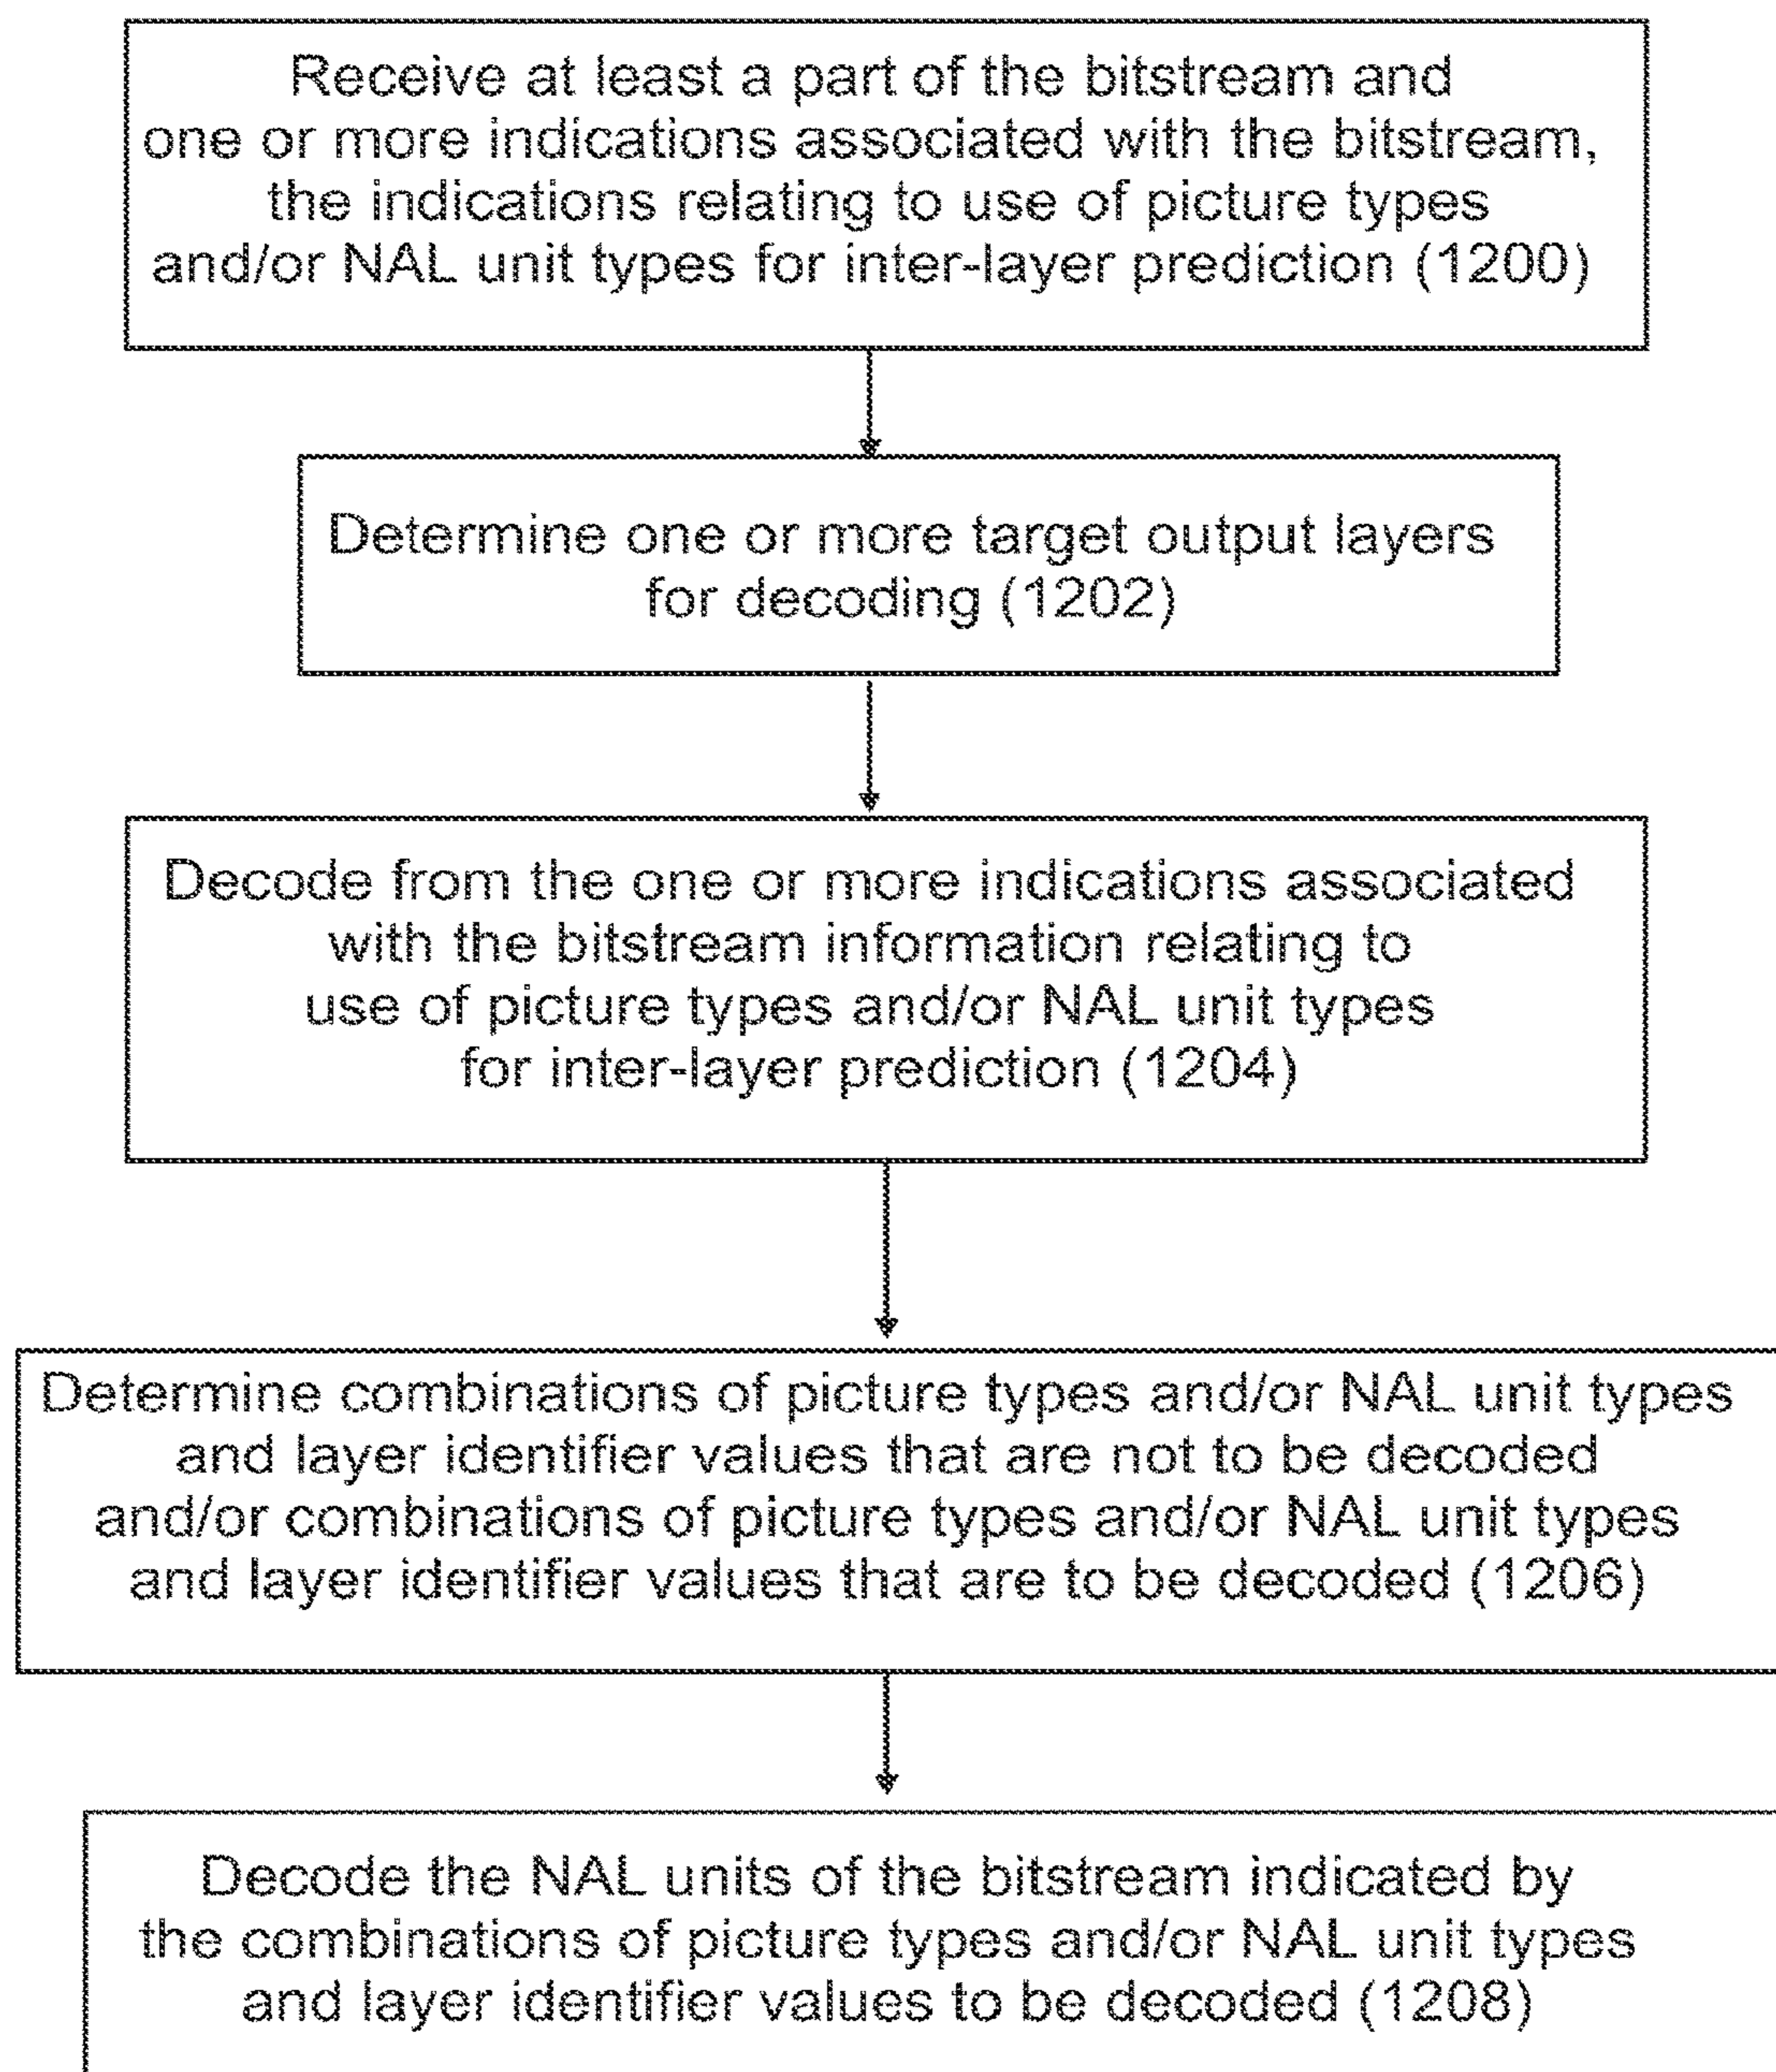 Receive at least a part of the bitstream and
one or more indications associated with the bitstream,
the indications relating to use of picture types
and/or NAL unit types for inter-layer prediction (1200)
Determine one or more target output layers
for decoding (1202)
Decode from the one or more indications associated
with the bitstream information relating to
use of picture types and/or NAL unit types
for inter-layer prediction (1204)
Determine combinations of picture types and/or NAL unit types
and layer identifier values that are not to be decoded
and/or combinations of picture types and/or NAL unit types
and layer identifier values that are to be decoded (1206)
Decode the NAL units of the bitstream indicated by
the combinations of picture types and/or NAL unit types
and layer identifier values to be decoded (1208)